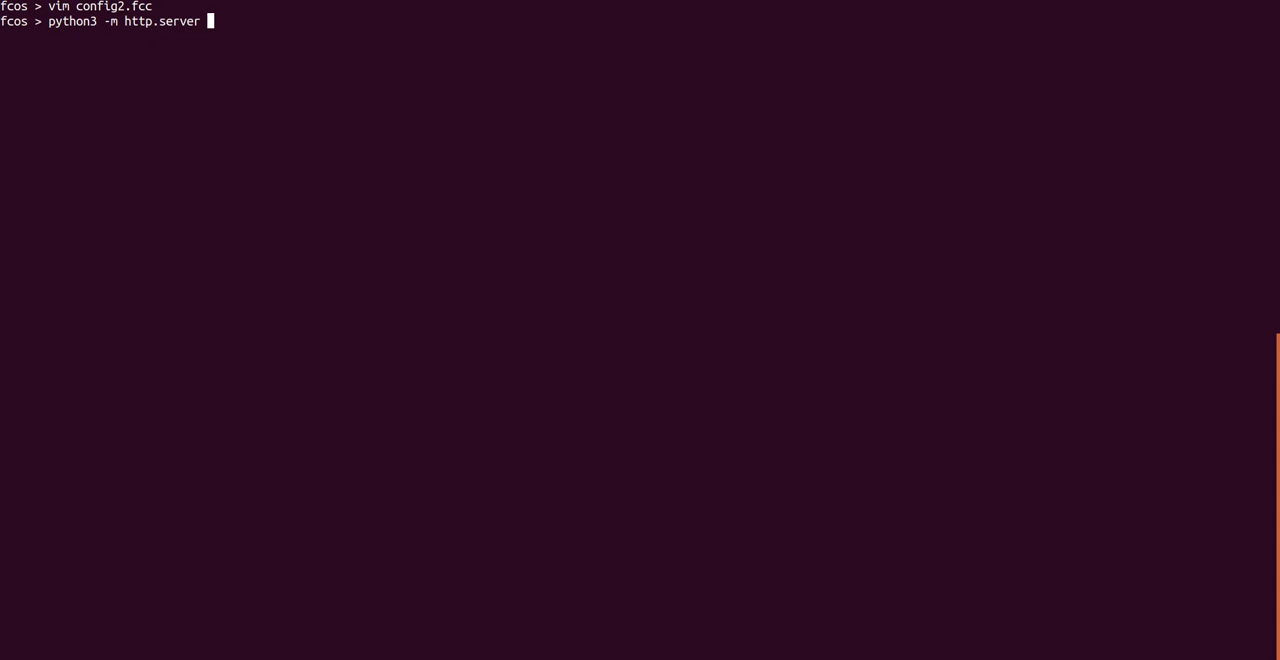 fcos > vim config2.fcc
fcos > python3 -m http.server